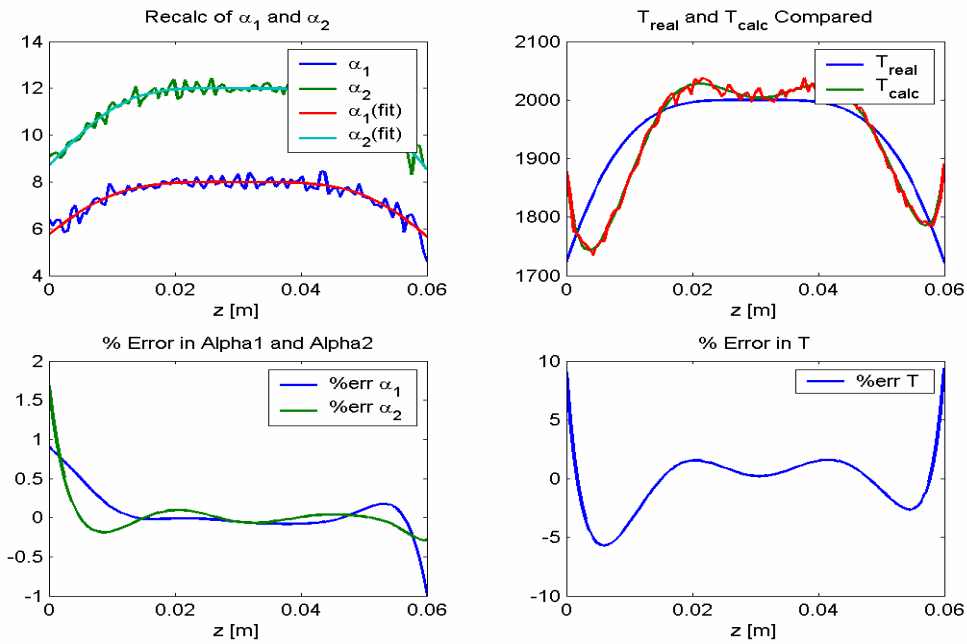 Recalc of α1 and α2
14
12
10
8
6
4
0
0.02
0.04
0.06
z [m]
α1
α2
α1(fit)
α2(fit)
Treal and Tcalc Compared
2100
2000
1900
1800
1700
0
0.02
0.04
0.06
z [m]
Treal
Tcalc
% Error in Alpha1 and Alpha2
2
1.5
1
0.5
0
-0.5
-1
0
0.02
0.04
0.06
z [m]
%err α1
%err α2
% Error in T
10
5
0
-5
-10
0
0.02
0.04
0.06
z [m]
%err T